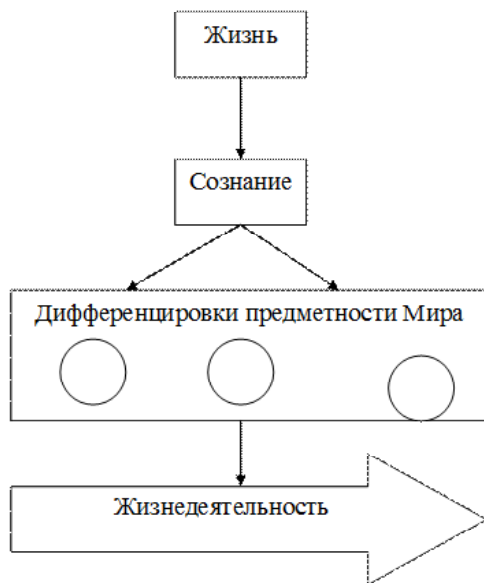 Жизнь
Сознание
Дифференцировки предметности Мира
Жизнедеятельность